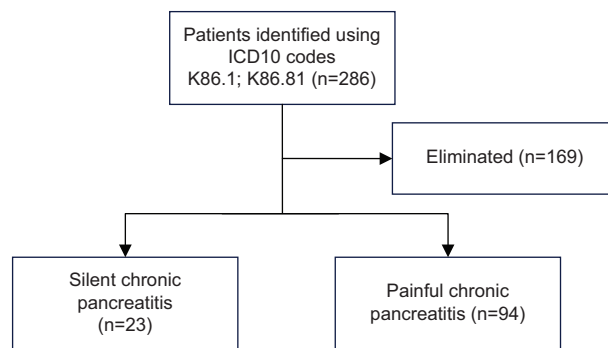 Patients identified using
ICD10 codes
K86.1; K86.81 (n=286)
Eliminated (n=169)
Silent chronic
pancreatitis
(n=23)
Painful chronic
pancreatitis (n=94)